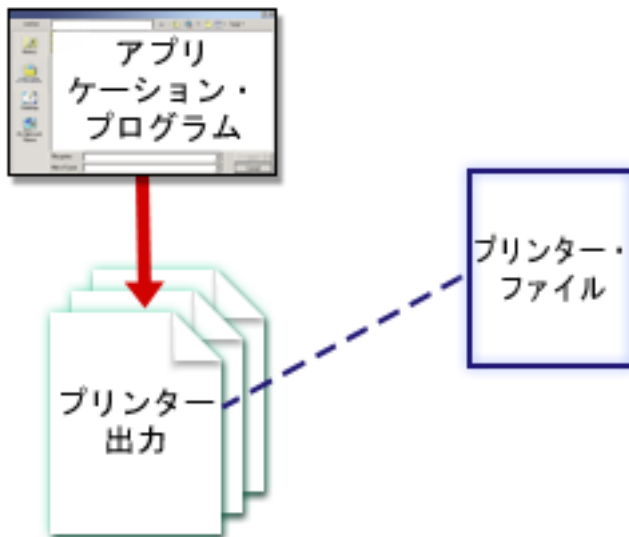 アプリ
ケーション・
プログラム
プリンター・
ファイル
プリンター
出力